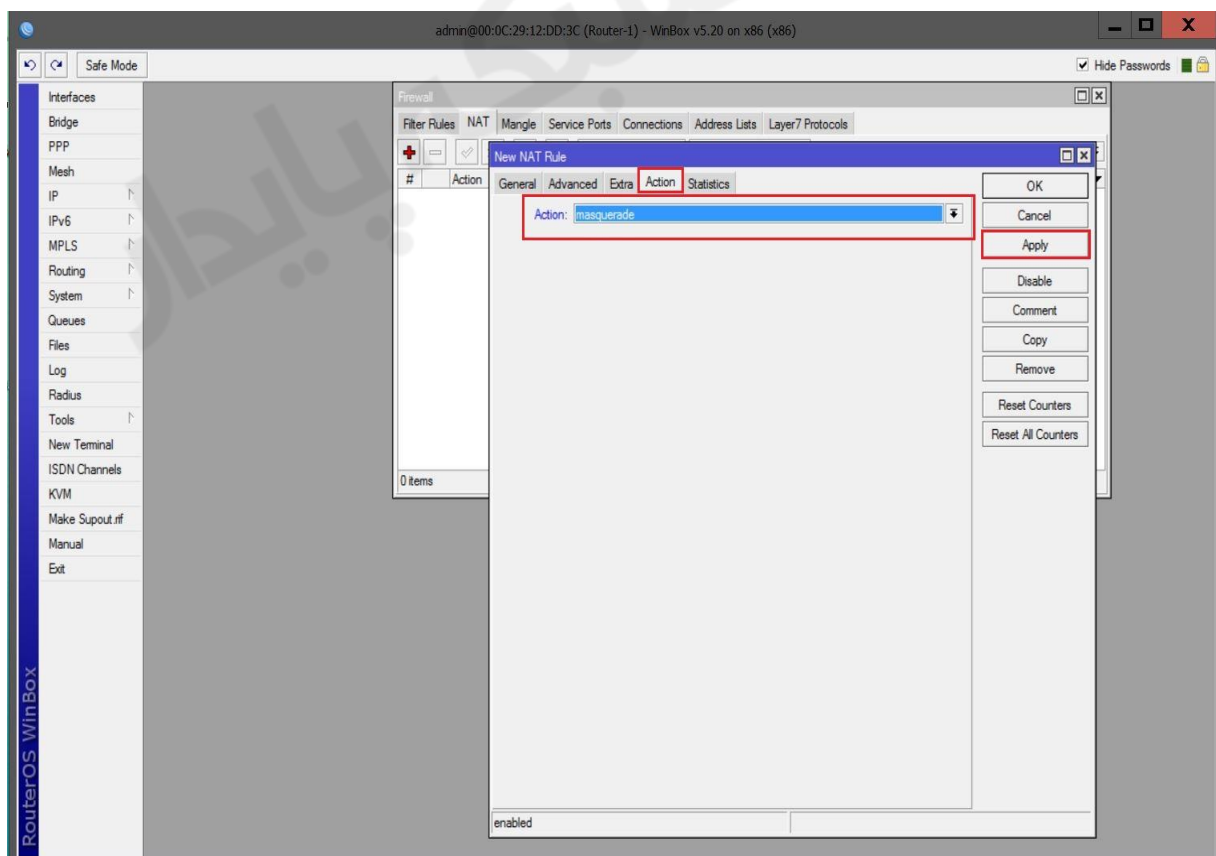 admin@00:0C:29:12:DD:3C (Router-1) - WinBox v5.20 on x86 (x86)
Safe Mode
Hide Passwords
Interfaces
Bridge
PPP
Mesh
IP
IPv6
MPLS
Routing
System
Queues
Files
Log
Radius
Tools
New Terminal
ISDN Channels
KVM
Make Supout.rif
Manual
Exit
RouterOS WinBox
Firewall
Filter Rules NAT Mangle Service Ports Connections Address Lists Layer7 Protocols
# Action
0 items
New NAT Rule
General Advanced Extra Action Statistics
Action: masquerade
OK
Cancel
Apply
Disable
Comment
Copy
Remove
Reset Counters
Reset All Counters
enabled
پایدار